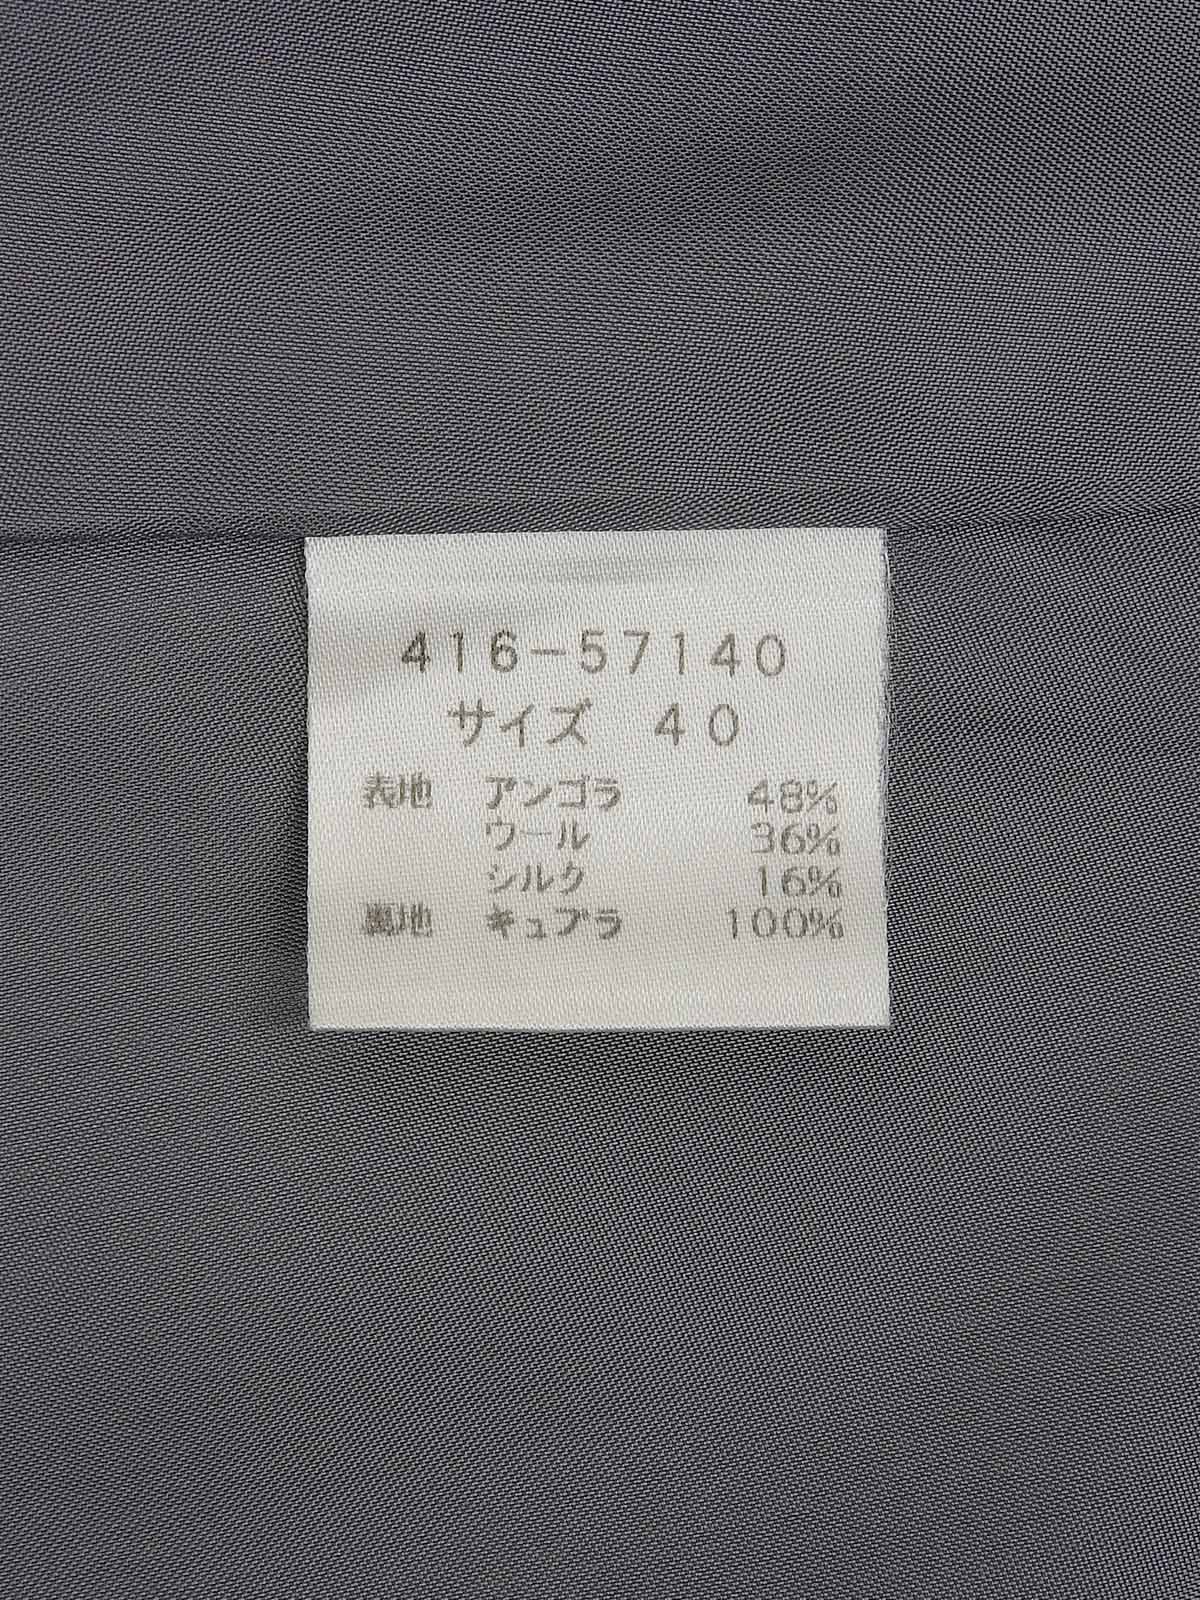 416-57140
サイズ 40
表地 アンゴラ 48%
ウール 36%
シルク 16%
裏地 キュプラ 100%